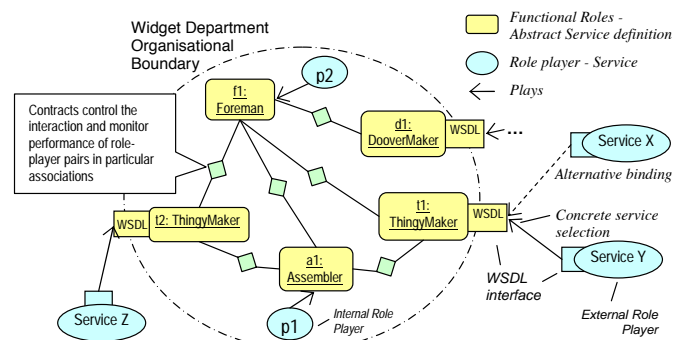 Widget Department
Organisational
Boundary
Functional Roles -
Abstract Service definition
Role player - Service
Plays
p2
f1:
Foreman
Contracts control the
interaction and monitor
performance of role-
player pairs in particular
associations
d1:
DooverMaker
WSDL
...
Service X
Alternative binding
WSDL
t2: ThingyMaker
t1:
ThingyMaker
WSDL
Concrete service
selection
a1:
Assembler
WSDL
interface
Service Y
Service Z
p1
Internal Role
Player
External Role
Player